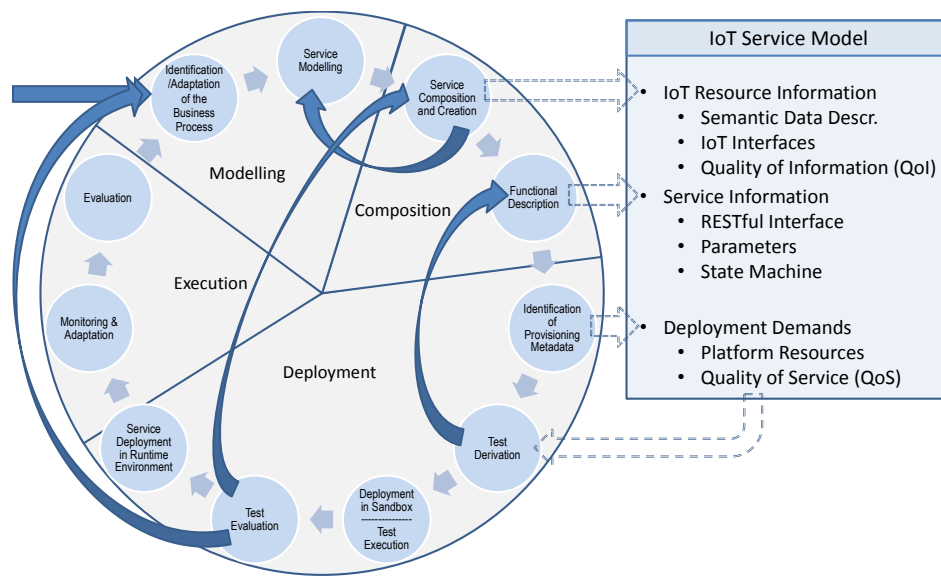 Identification
/Adaptation
of the
Business
Process
Service
Modelling
Service
Composition
and Creation
Functional
Description
Identification
of
Provisioning
Metadata
Test
Derivation
Deployment
in Sandbox
---------------
Test
Execution
Test
Evaluation
Service
Deployment
in Runtime
Environment
Monitoring &
Adaptation
Evaluation
Modelling
Composition
Execution
Deployment
IoT Service Model
• IoT Resource Information
• Semantic Data Descr.
• IoT Interfaces
• Quality of Information (QoI)
• Service Information
• RESTful Interface
• Parameters
• State Machine
• Deployment Demands
• Platform Resources
• Quality of Service (QoS)